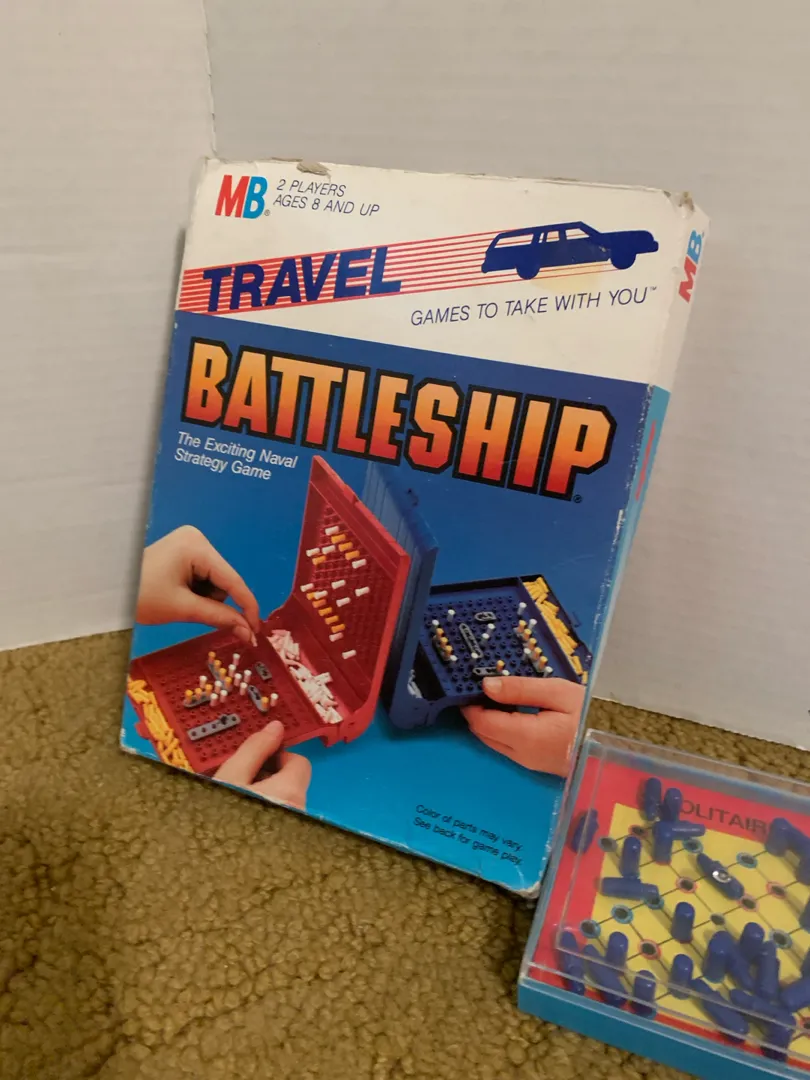 MB®
2 PLAYERS
AGES 8 AND UP
TRAVEL
GAMES TO TAKE WITH YOU™
BATTLESHIP®
The Exciting Naval
Strategy Game
Color of parts may vary.
See back for game play.
MB
OLITAIR